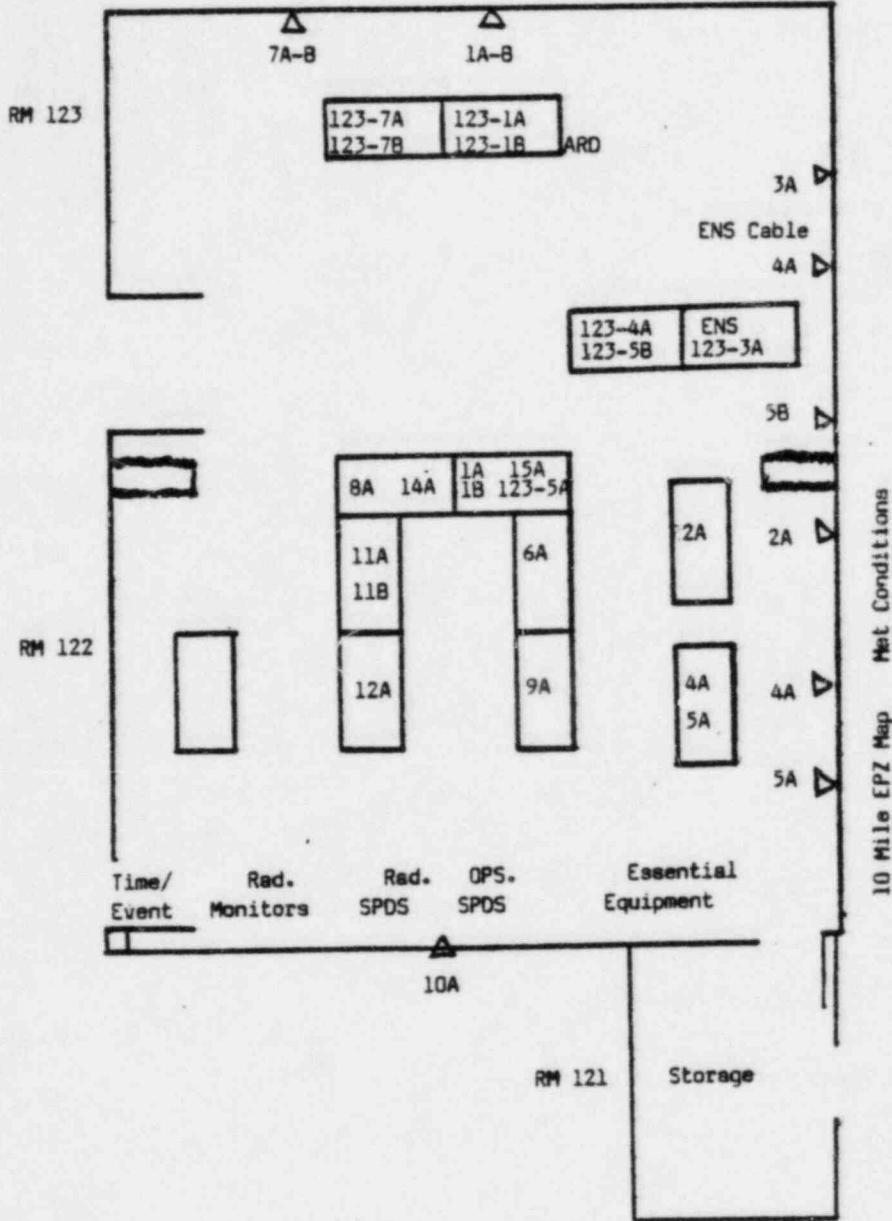 7A-B 1A-B
RM 123
123-7A 123-1A
123-7B 123-1B ARD
3A
ENS Cable
4A
123-4A ENS
123-5B 123-3A
5B
8A 14A 1A 15A
1B 123-5A
11A 6A 2A 2A
11B
RM 122
12A 9A 4A 4A
5A
5A
Met Conditions
10 Mile EPZ Map
Time/ Rad. Rad. OPS. Essential
Event Monitors SPDS SPDS Equipment
10A
RM 121 Storage